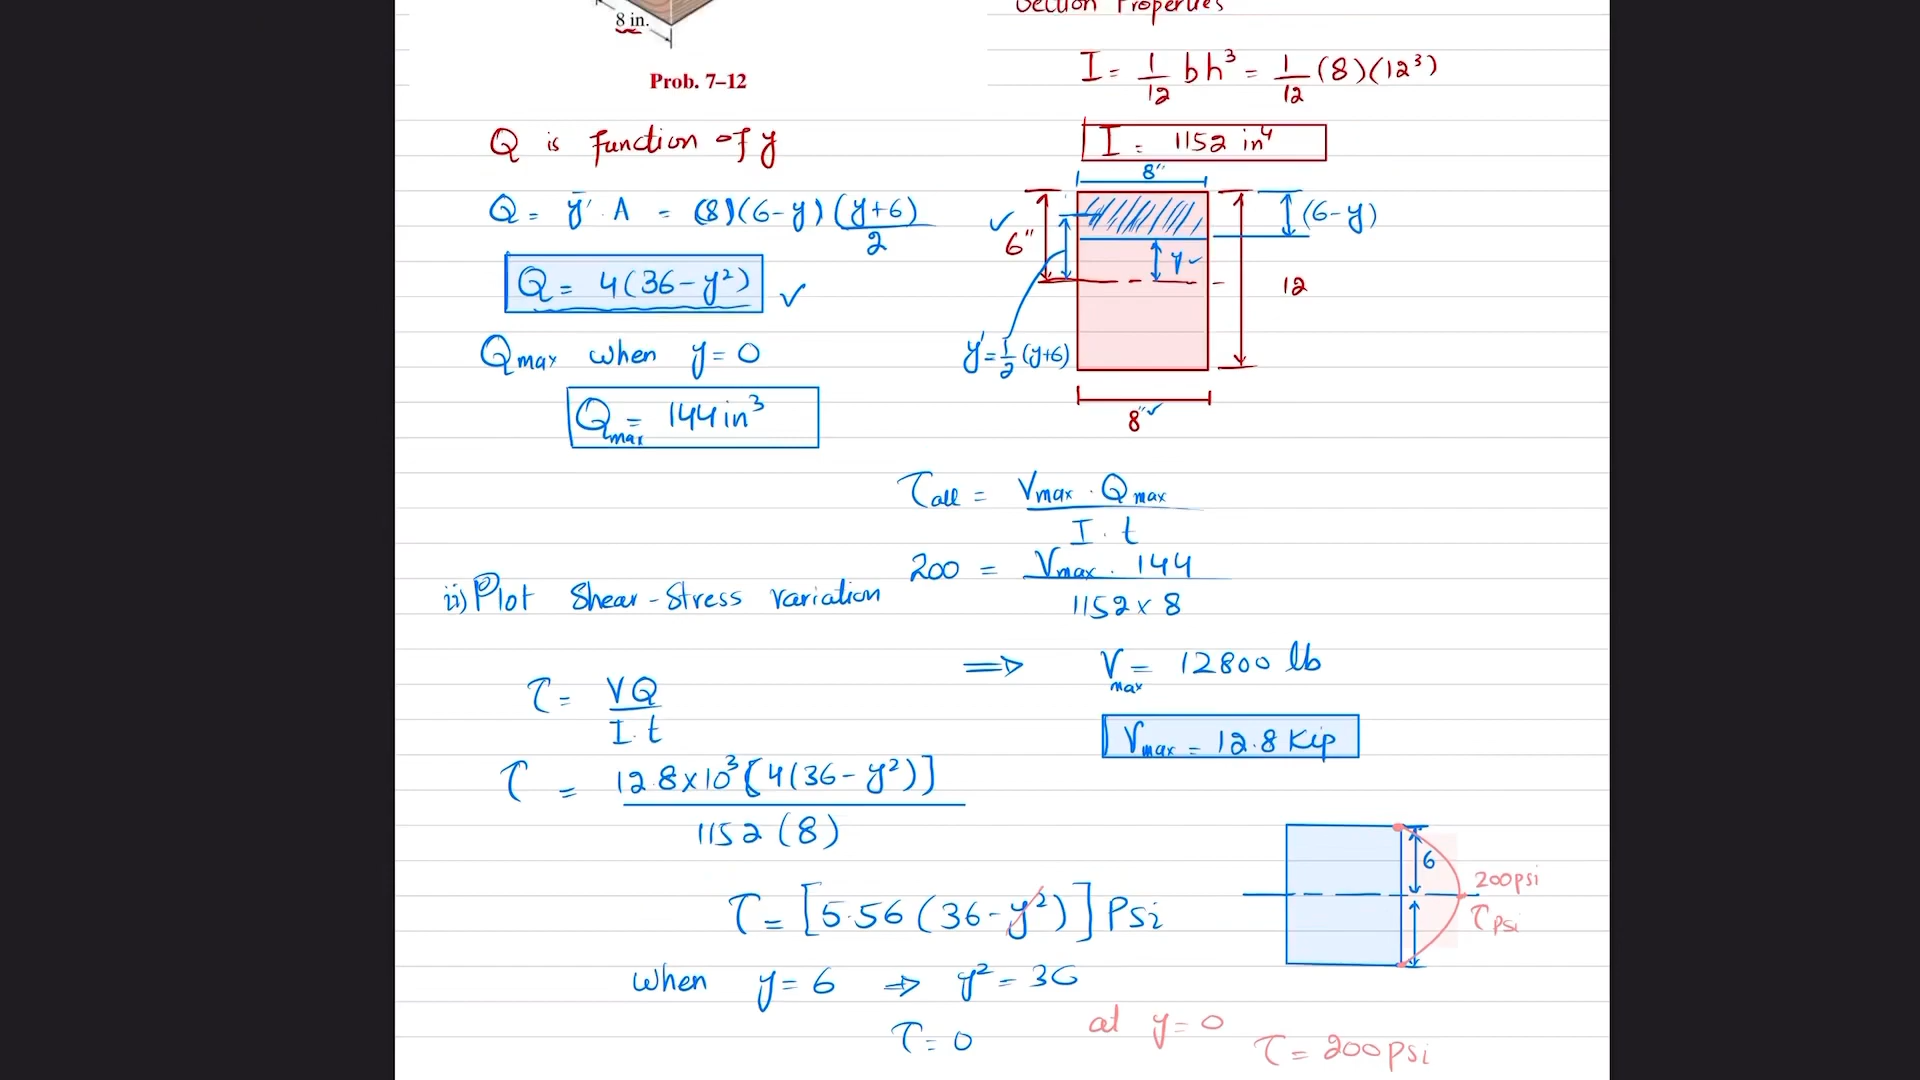 8 in.
Prob. 7–12
Section Properties
I = 1/12 bh³ = 1/12 (8)(12³)
I = 1152 in⁴
Q is function of y
Q = y̅' . A = (8)(6-y) (y+6)/2
Q = 4(36-y²) ✓
Qmax when y = 0
Qmax = 144 in³
8"
✓ 6"
y ✓
(6-y)
12
y' = 1/2 (y+6)
8" ✓
τall = Vmax . Qmax / I . t
200 = Vmax . 144 / 1152 x 8
⇒ Vmax = 12800 lb
Vmax = 12.8 Kip
ii) Plot Shear-Stress variation
τ = VQ / I . t
τ = 12.8x10³ [4(36-y²)] / 1152 (8)
τ = [5.56 (36-y²)] Psi
when y = 6 ⇒ y² = 36
τ = 0
6
200psi
τ psi
at y = 0
τ = 200 psi